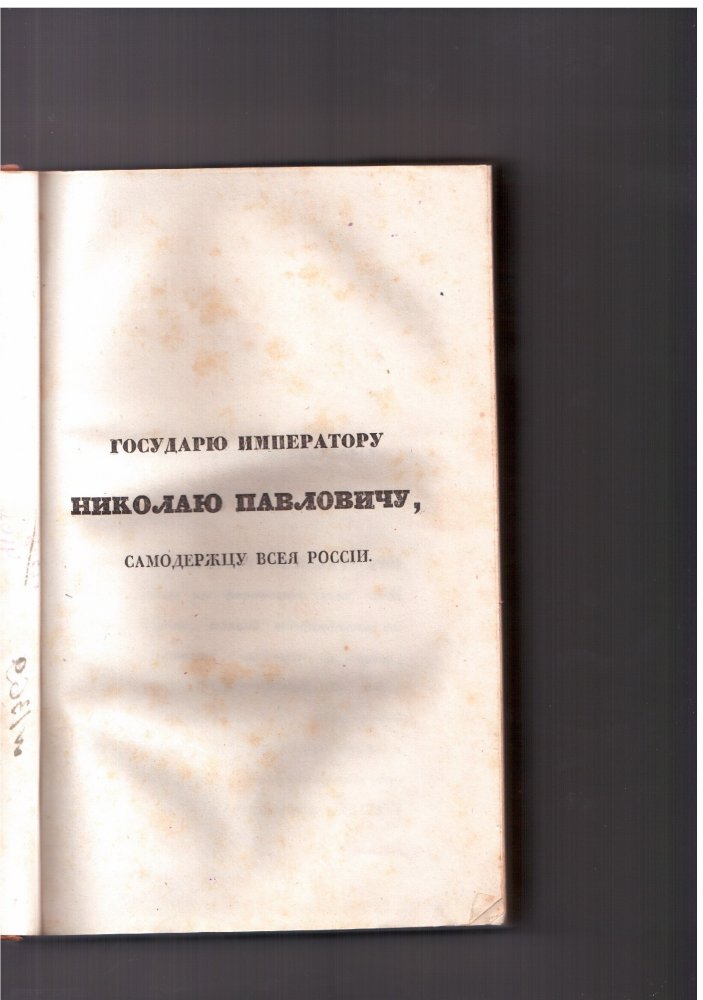 ГОСУДАРЮ ИМПЕРАТОРУ
НИКОЛАЮ ПАВЛОВИЧУ,
САМОДЕРЖЦУ ВСЕЯ РОССІИ.